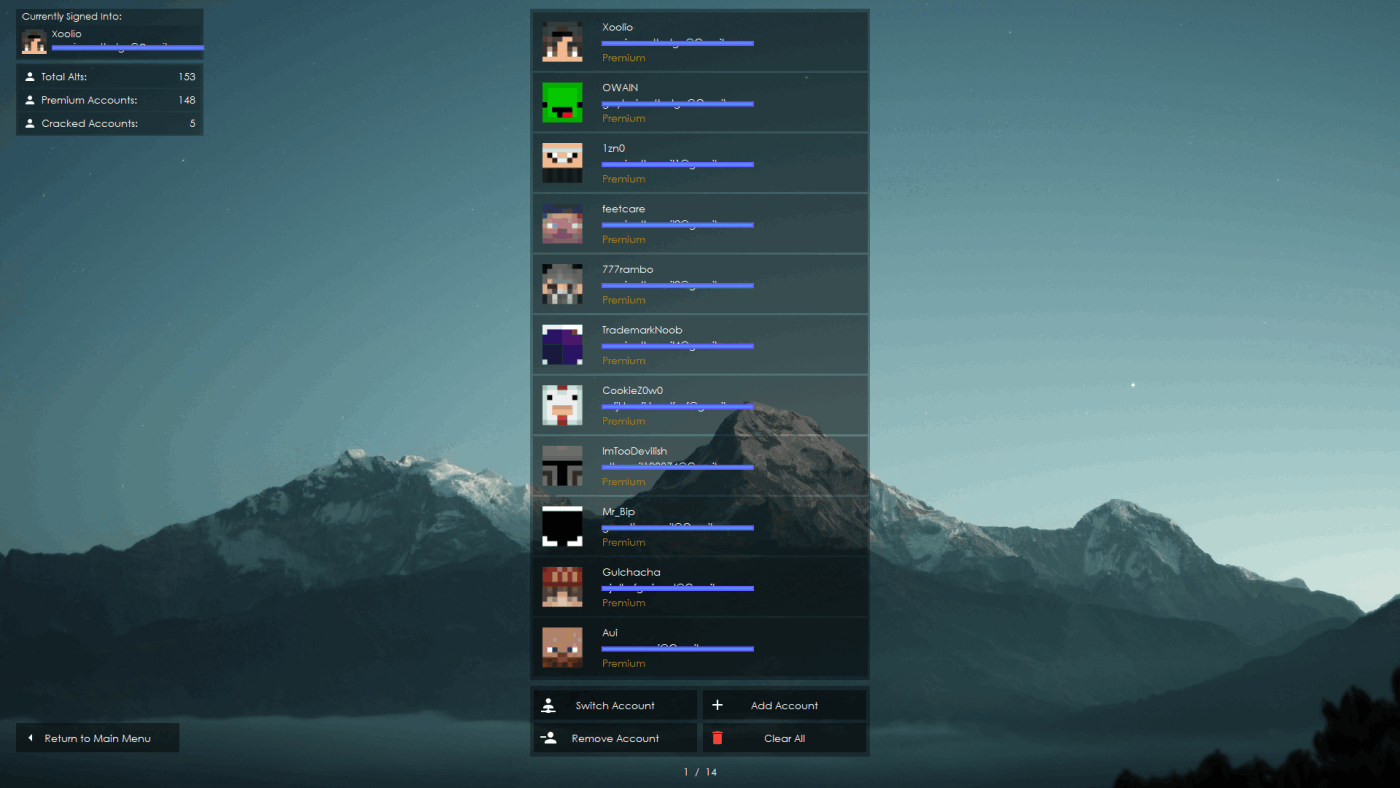 Currently Signed Into:
Xoolio
Total Alts: 153
Premium Accounts: 148
Cracked Accounts: 5
Xoolio
Premium
OWAIN
Premium
1zn0
Premium
feetcare
Premium
777rambo
Premium
TrademarkNoob
Premium
CookieZ0w0
Premium
ImTooDevilish
Premium
Mr_Bip
Premium
Gulchacha
Premium
Aui
Premium
Switch Account
Add Account
Remove Account
Clear All
Return to Main Menu
1 / 14